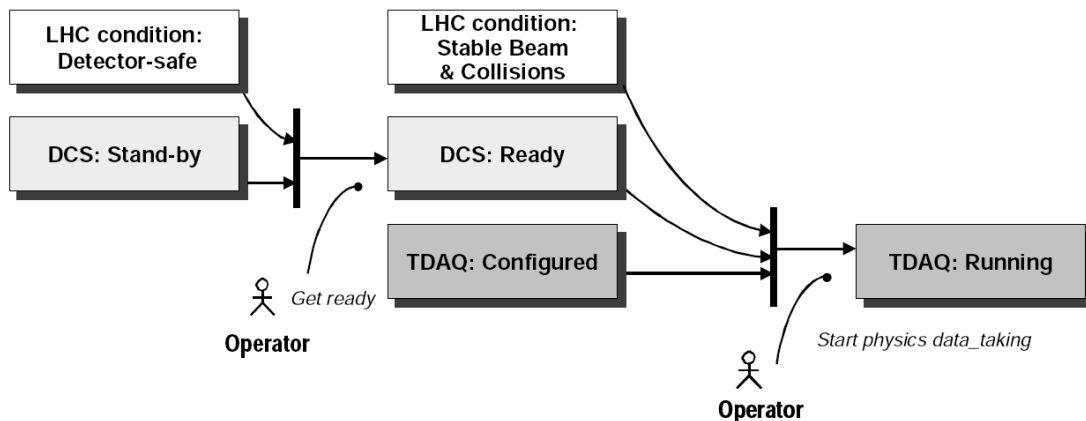 LHC condition:
Detector-safe
LHC condition:
Stable Beam
& Collisions
DCS: Stand-by
DCS: Ready
TDAQ: Configured
TDAQ: Running
Get ready
Operator
Start physics data_taking
Operator